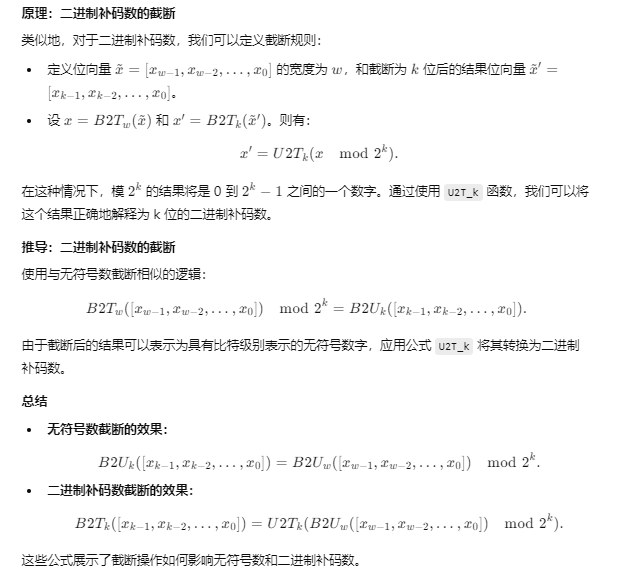 原理：二进制补码数的截断
类似地，对于二进制补码数，我们可以定义截断规则：
• 定义位向量 x̃ = [x_{w−1}, x_{w−2}, . . . , x_0] 的宽度为 w，和截断为 k 位后的结果位向量 x̃′ =
[x_{k−1}, x_{k−2}, . . . , x_0]。
• 设 x = B2T_w(x̃) 和 x′ = B2T_k(x̃′)。则有：
x′ = U2T_k(x mod 2^k).
在这种情况下，模 2^k 的结果将是 0 到 2^k − 1 之间的一个数字。通过使用 U2T_k 函数，我们可以将
这个结果正确地解释为 k 位的二进制补码数。
推导：二进制补码数的截断
使用与无符号数截断相似的逻辑：
B2T_w([x_{w−1}, x_{w−2}, . . . , x_0]) mod 2^k = B2U_k([x_{k−1}, x_{k−2}, . . . , x_0]).
由于截断后的结果可以表示为具有比特级别表示的无符号数字，应用公式 U2T_k 将其转换为二进制
补码数。
总结
• 无符号数截断的效果：
B2U_k([x_{k−1}, x_{k−2}, . . . , x_0]) = B2U_w([x_{w−1}, x_{w−2}, . . . , x_0]) mod 2^k.
• 二进制补码数截断的效果：
B2T_k([x_{k−1}, x_{k−2}, . . . , x_0]) = U2T_k(B2U_w([x_{w−1}, x_{w−2}, . . . , x_0]) mod 2^k).
这些公式展示了截断操作如何影响无符号数和二进制补码数。